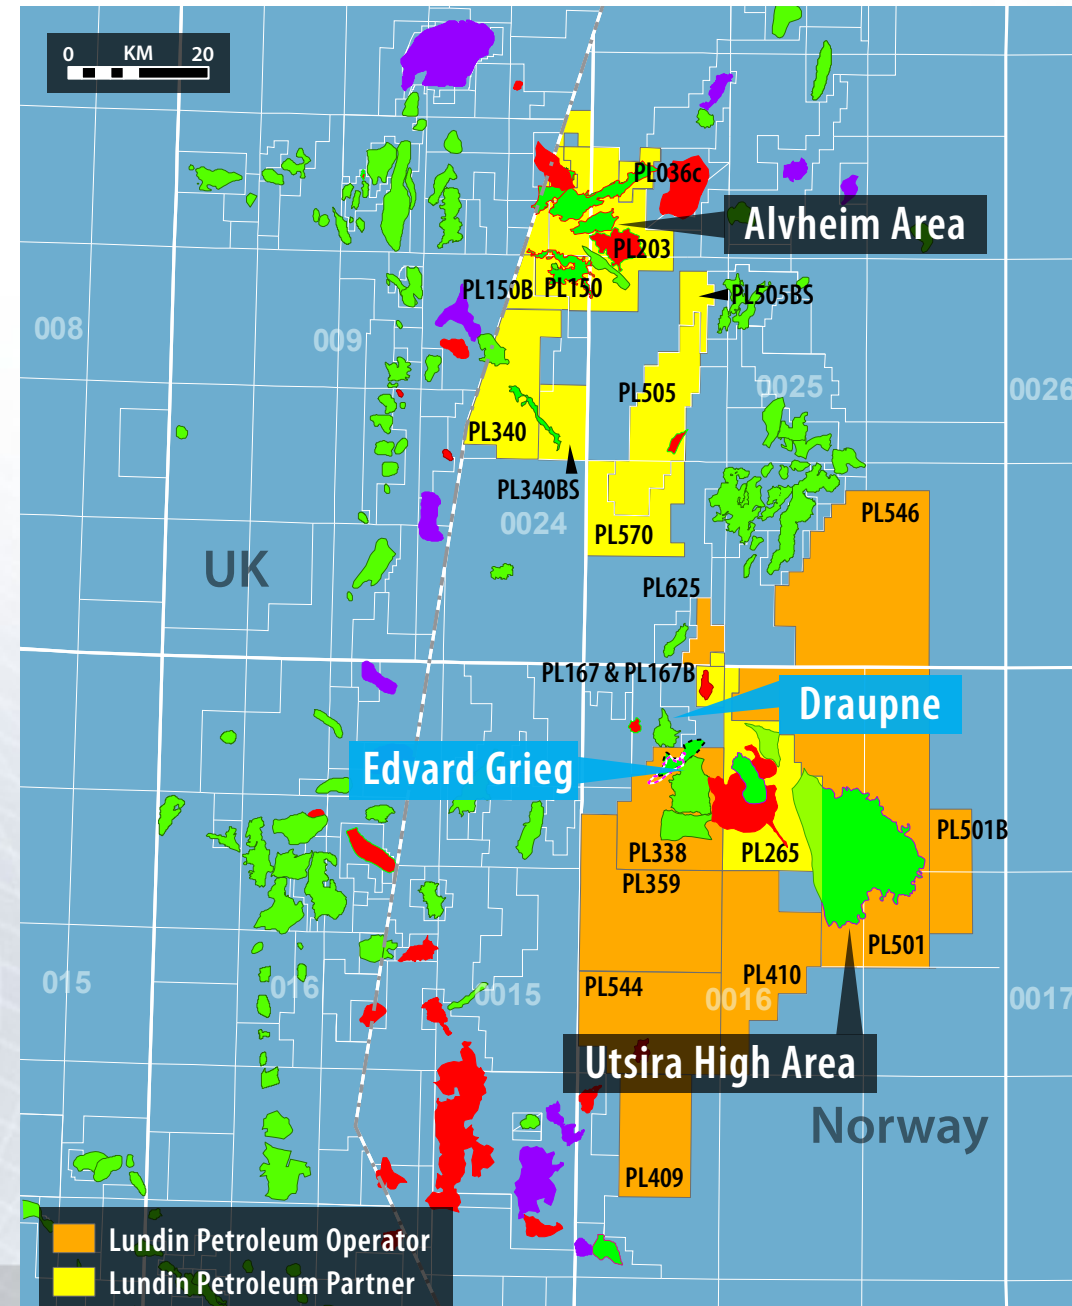 0 KM 20
PL036c
Alvheim Area
PL203
PL150B
PL150
PL505BS
008
009
PL505
0025
0026
PL340
PL340BS
0024
PL546
PL570
UK
PL625
PL167 & PL167B
Draupne
Edvard Grieg
PL501B
PL338
PL265
PL359
PL501
015
016
0015
PL544
PL410
0016
0017
Utsira High Area
Norway
PL409
Lundin Petroleum Operator
Lundin Petroleum Partner